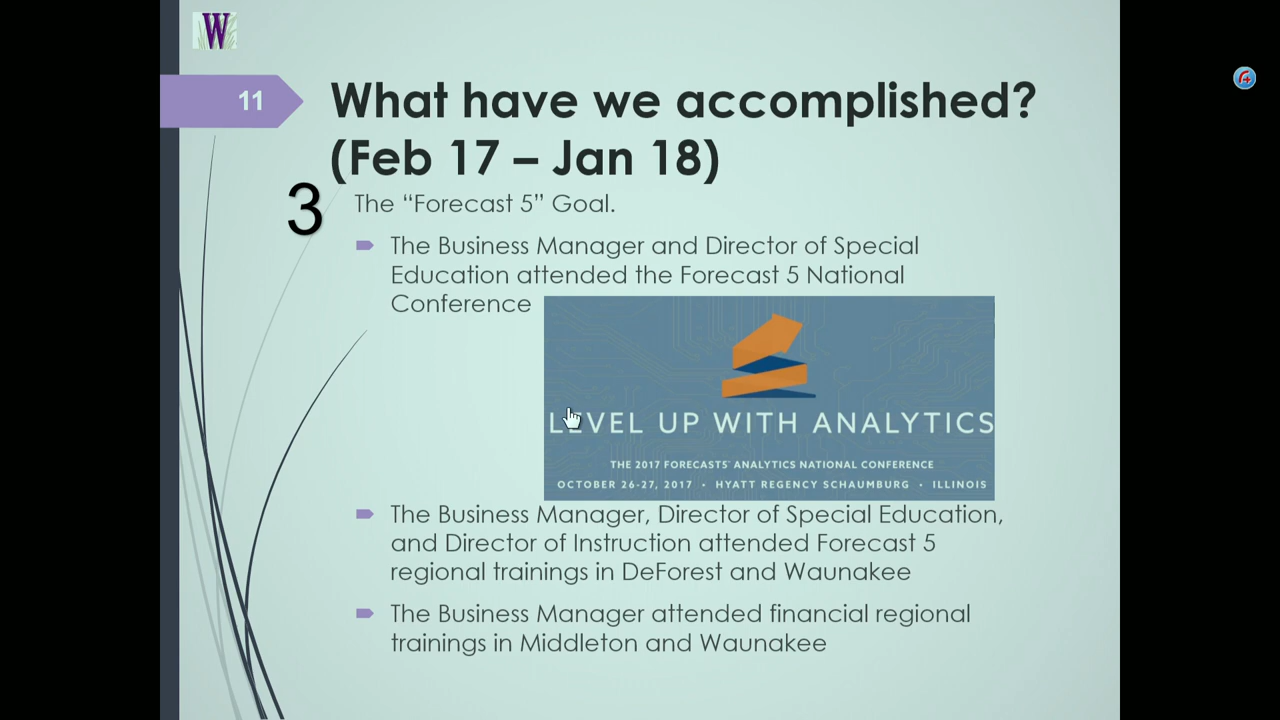 W
11
What have we accomplished?
(Feb 17 – Jan 18)
3
The “Forecast 5” Goal.
The Business Manager and Director of Special
Education attended the Forecast 5 National
Conference
LEVEL UP WITH ANALYTICS
THE 2017 FORECAST5 ANALYTICS NATIONAL CONFERENCE
OCTOBER 26-27, 2017 • HYATT REGENCY SCHAUMBURG • ILLINOIS
The Business Manager, Director of Special Education,
and Director of Instruction attended Forecast 5
regional trainings in DeForest and Waunakee
The Business Manager attended financial regional
trainings in Middleton and Waunakee